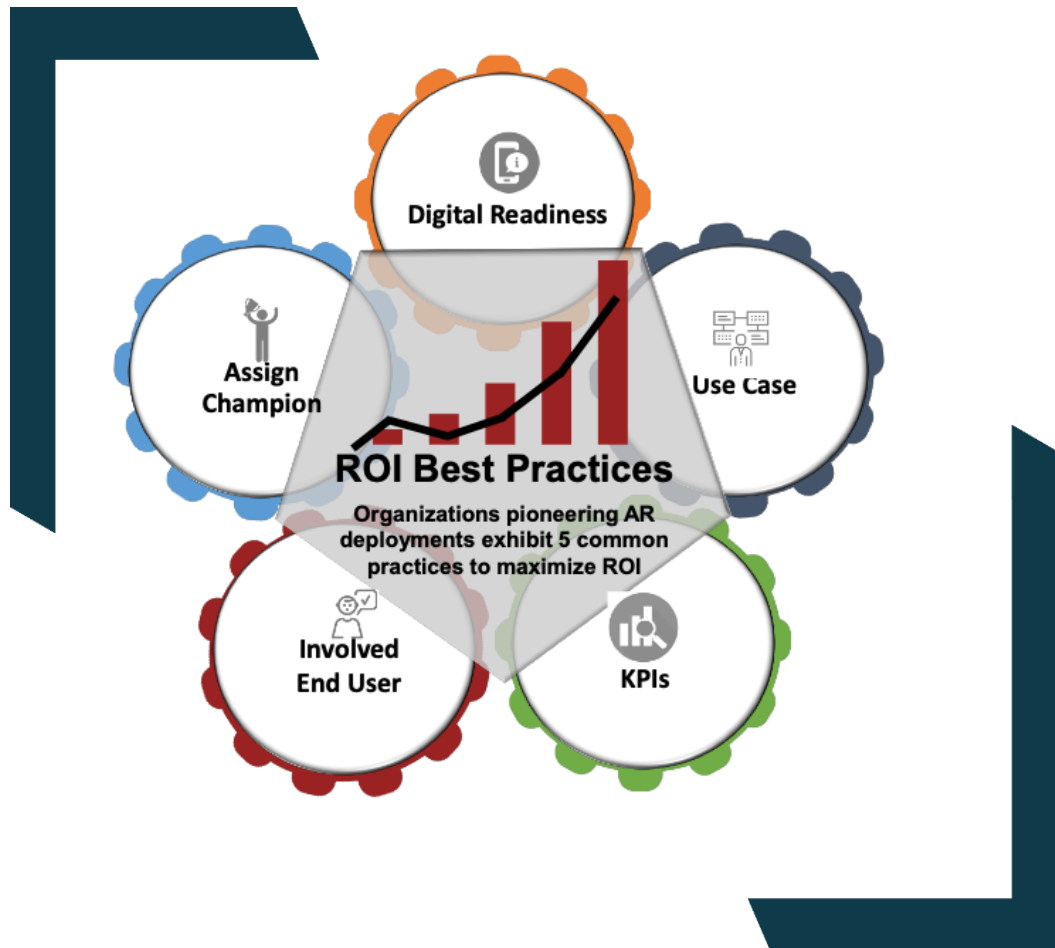 Digital Readiness
Assign
Champion
Use Case
ROI Best Practices
Organizations pioneering AR
deployments exhibit 5 common
practices to maximize ROI
Involved
End User
KPIs